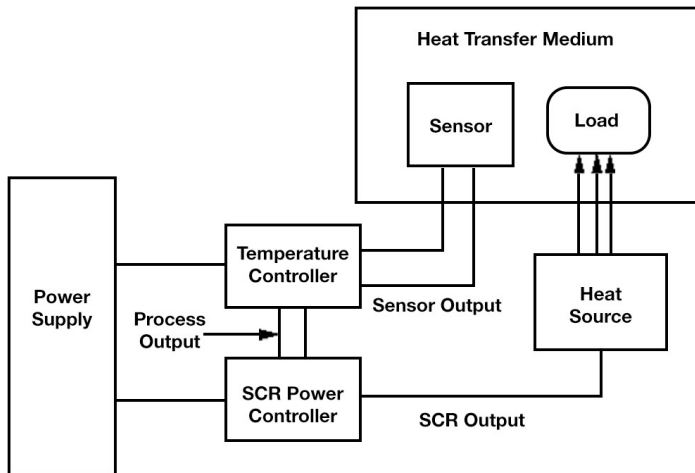 Heat Transfer Medium
Sensor
Load
Temperature
Controller
Power
Supply
Sensor Output
Heat
Source
Process
Output
SCR Power
Controller
SCR Output